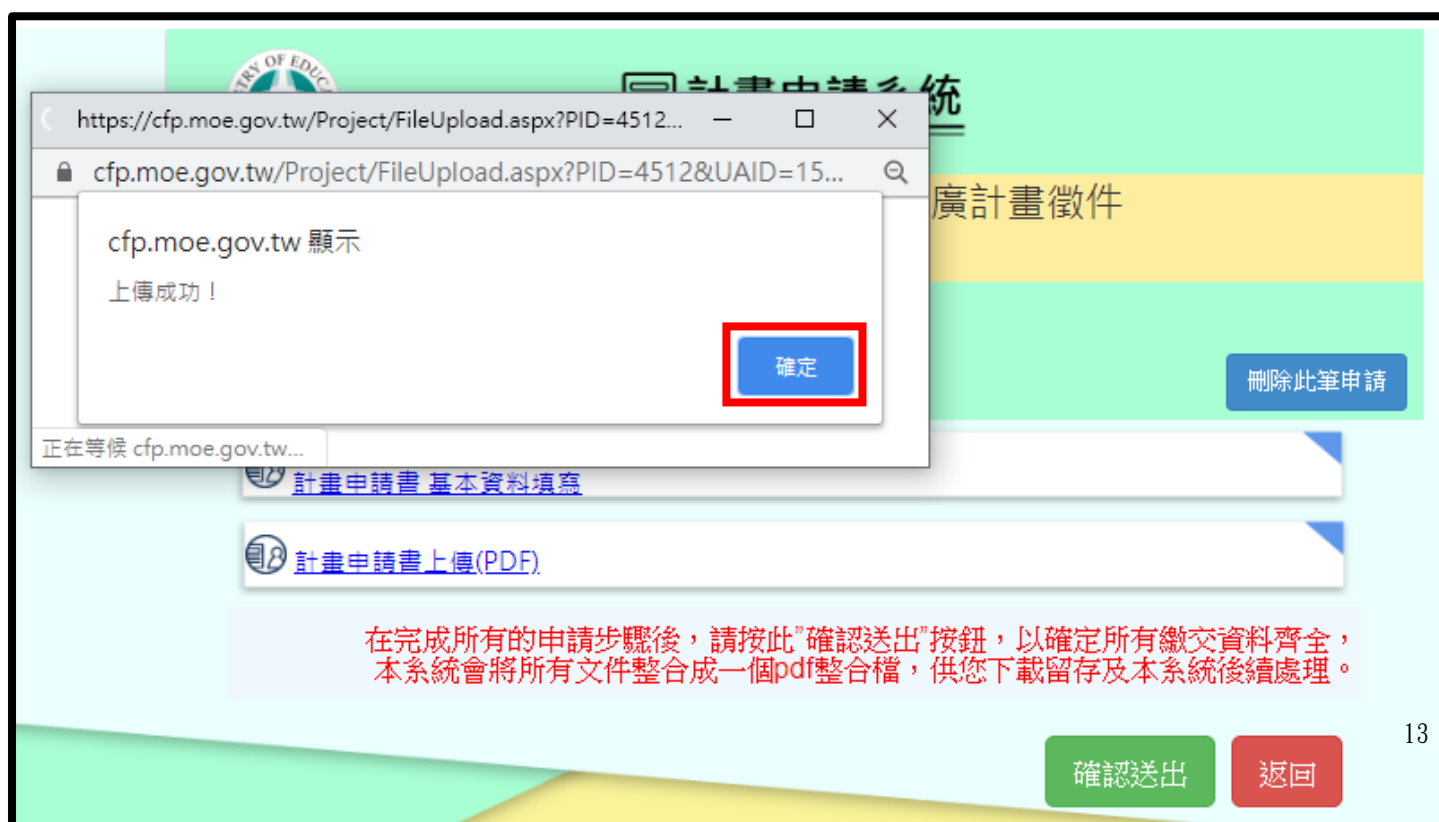 MINISTRY OF EDUC
計畫申請系統
https://cfp.moe.gov.tw/Project/FileUpload.aspx?PID=4512...
cfp.moe.gov.tw/Project/FileUpload.aspx?PID=4512&UAID=15...
廣計畫徵件
cfp.moe.gov.tw 顯示
上傳成功！
確定
刪除此筆申請
正在等候 cfp.moe.gov.tw...
計畫申請書 基本資料填寫
計畫申請書上傳(PDF)
在完成所有的申請步驟後，請按此”確認送出”按鈕，以確定所有繳交資料齊全，
本系統會將所有文件整合成一個pdf整合檔，供您下載留存及本系統後續處理。
13
確認送出
返回